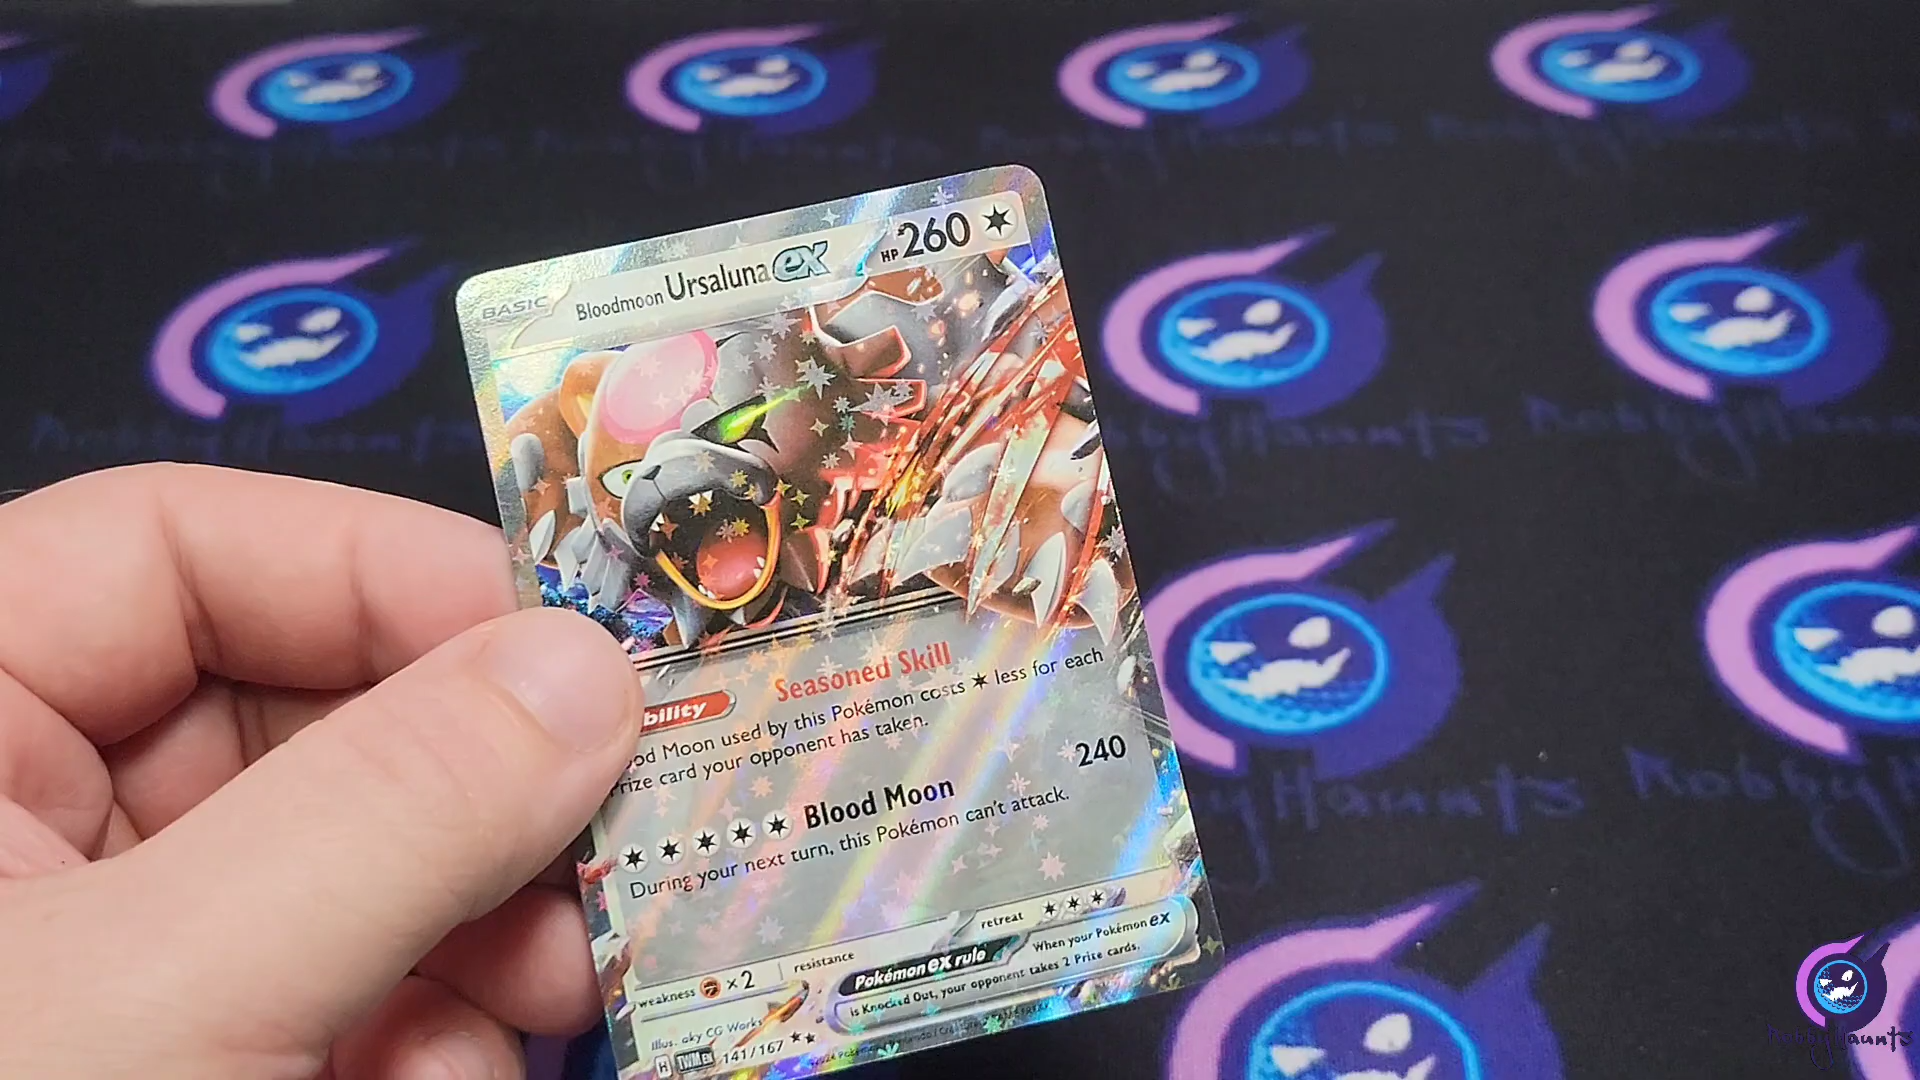 BASIC
Bloodmoon Ursaluna ex
HP 260
bility
Seasoned Skill
od Moon used by this Pokémon costs less for each
Prize card your opponent has taken.
Blood Moon
240
During your next turn, this Pokémon can't attack.
weakness ×2
resistance
retreat
Pokémon ex rule
When your Pokémon ex
is Knocked Out, your opponent takes 2 Prize cards.
Illus. aky CG Works
H TWM EN 141/167
RobbyHaunts